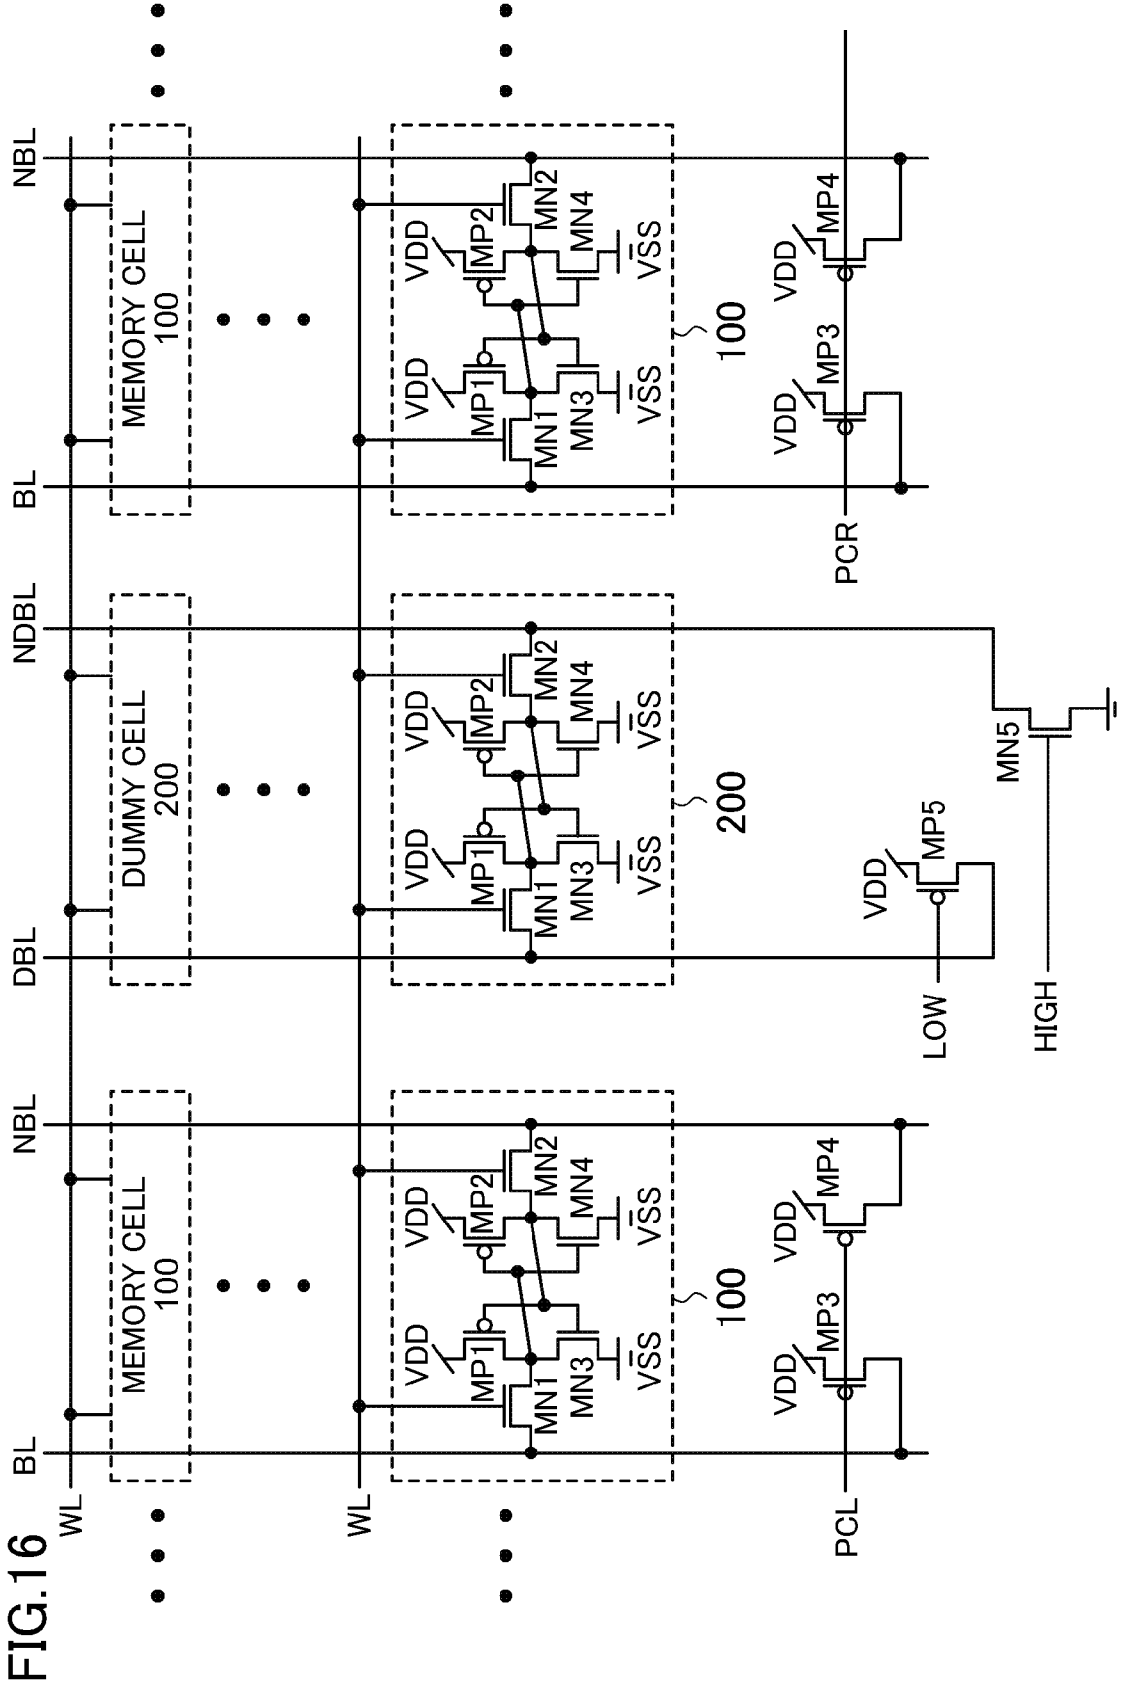 FIG.16
BL NBL DBL NDBL BL NBL
WL
MEMORY CELL
100
DUMMY CELL
200
MEMORY CELL
100
WL
VDD VDD VDD VDD VDD VDD
MP1 MP2 MP1 MP2 MP1 MP2
MN1 MN2 MN1 MN2 MN1 MN2
MN3 MN4 MN3 MN4 MN3 MN4
VSS VSS VSS VSS VSS VSS
100 200 100
VDD VDD VDD VDD
MP3 MP4 MP3 MP4
PCL PCR
VDD
MP5
LOW
MN5
HIGH